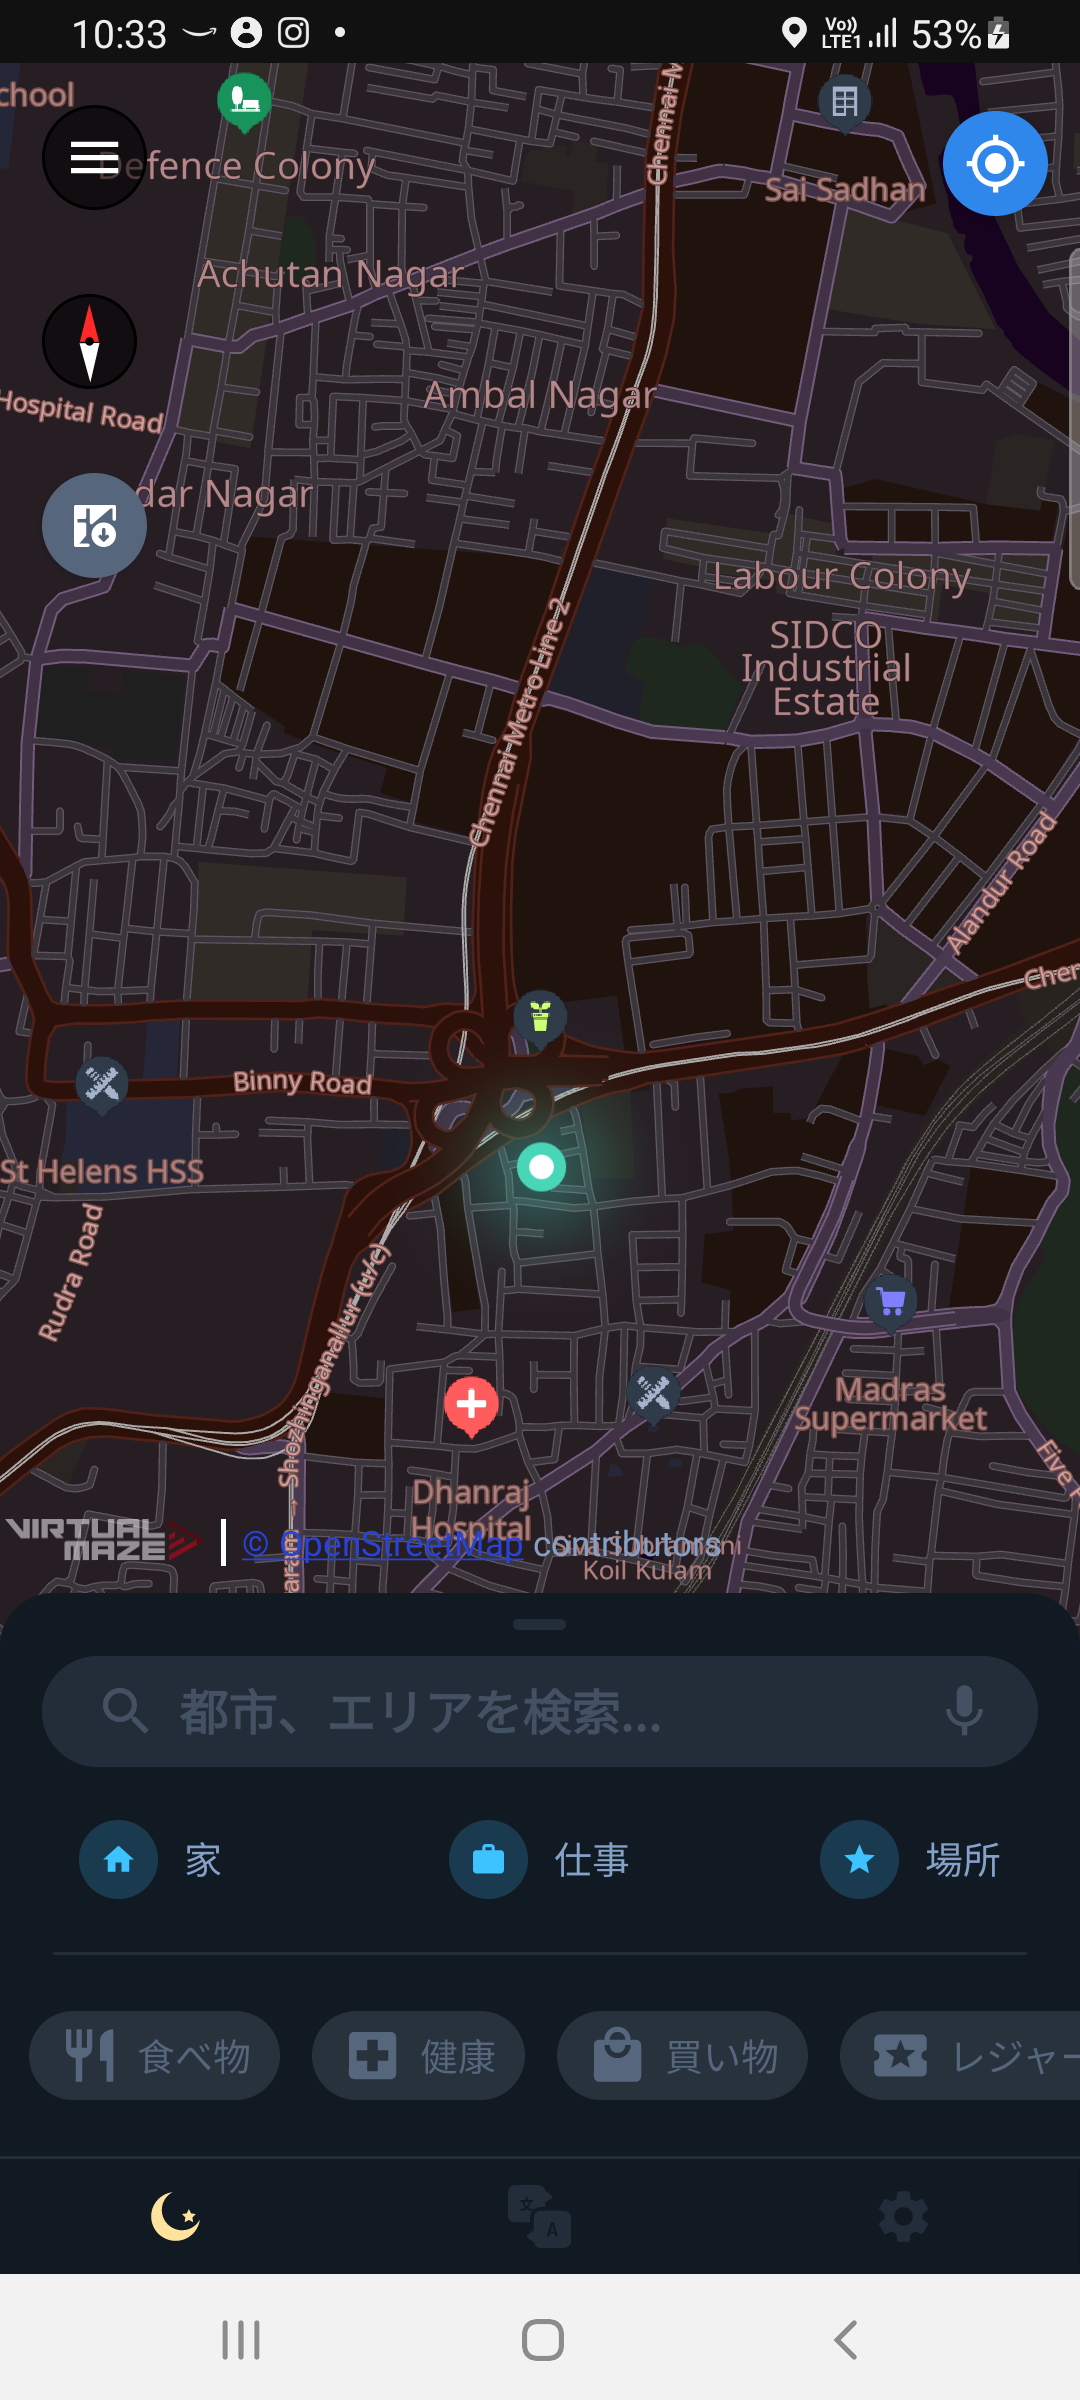 10:33
Vo))
LTE1
53%
chool
Chennai M
Defence Colony
Sai Sadhan
Achutan Nagar
Ambal Nagar
Hospital Road
dar Nagar
Labour Colony
SIDCO
Industrial
Estate
Chennai Metro Line 2
Alandur Road
Cher
Binny Road
St Helens HSS
Rudra Road
aram → Shozhinganallur (u/c)
Madras
Supermarket
Five
Dhanraj
Hospital
VIRTUAL
MAZE
© OpenStreetMap contributors
Koil Kulam
都市、エリアを検索...
家
仕事
場所
食べ物
健康
買い物
レジャー
文
A